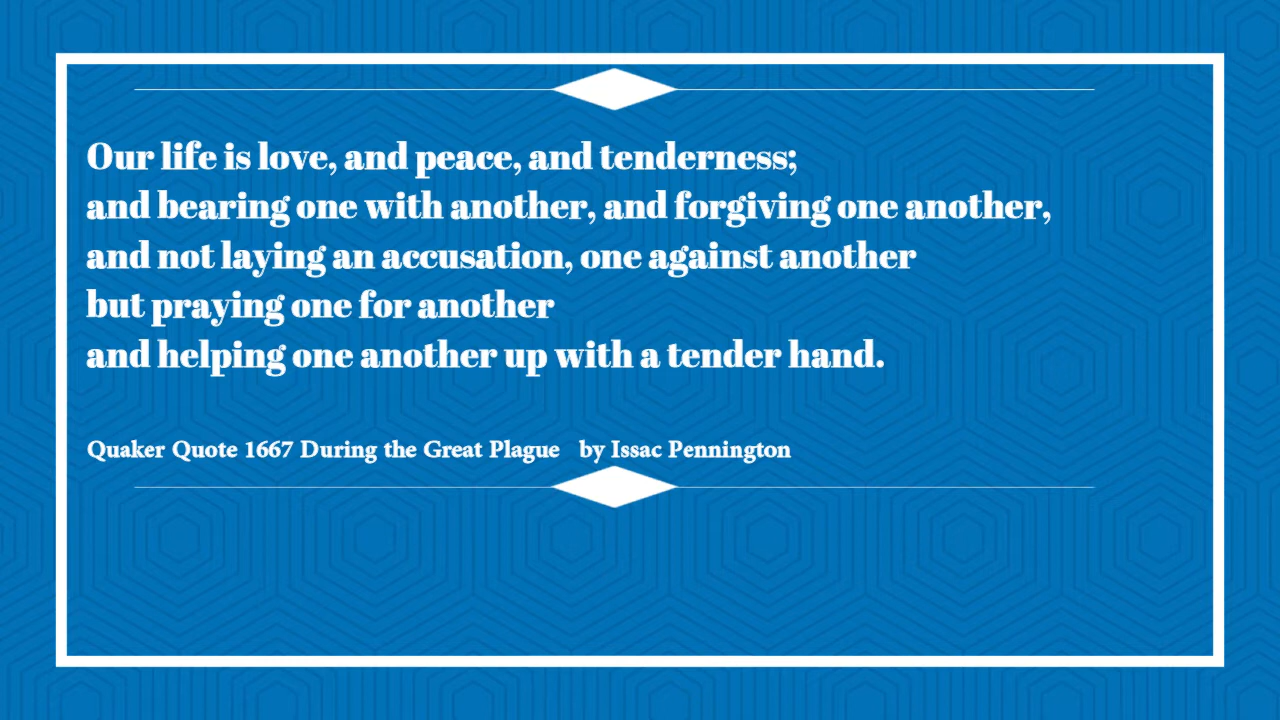 Our life is love, and peace, and tenderness;
and bearing one with another, and forgiving one another,
and not laying an accusation, one against another
but praying one for another
and helping one another up with a tender hand.
Quaker Quote 1667 During the Great Plague by Issac Pennington